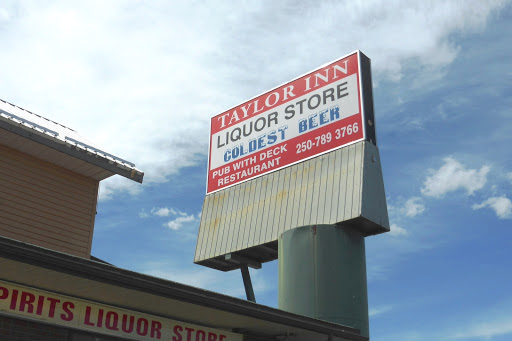 TAYLOR INN
LIQUOR STORE
COLDEST BEER
PUB WITH DECK 250-789 3766
RESTAURANT
PIRITS LIQUOR STORE